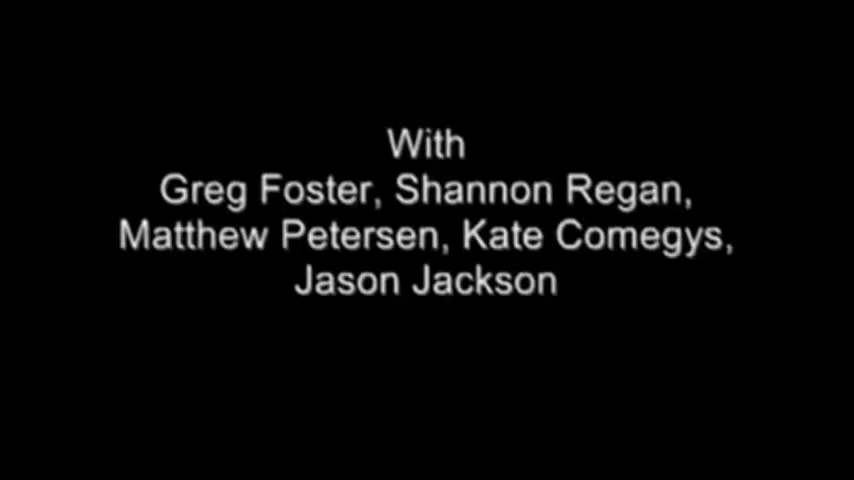 With
Greg Foster, Shannon Regan,
Matthew Petersen, Kate Comegys,
Jason Jackson